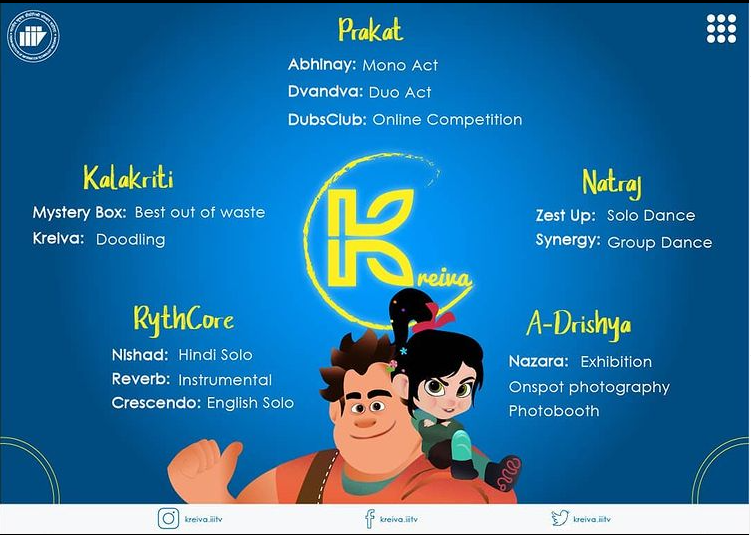 Prakat
Abhinay: Mono Act
Dvandva: Duo Act
DubsClub: Online Competition
Kalakriti
Mystery Box: Best out of waste
Kreiva: Doodling
Natraj
Zest Up: Solo Dance
Synergy: Group Dance
Kreiva
RythCore
Nishad: Hindi Solo
Reverb: Instrumental
Crescendo: English Solo
A-Drishya
Nazara: Exhibition
Onspot photography
Photobooth
kreiva.iiitv
kreiva.iiitv
kreiva.iiitv